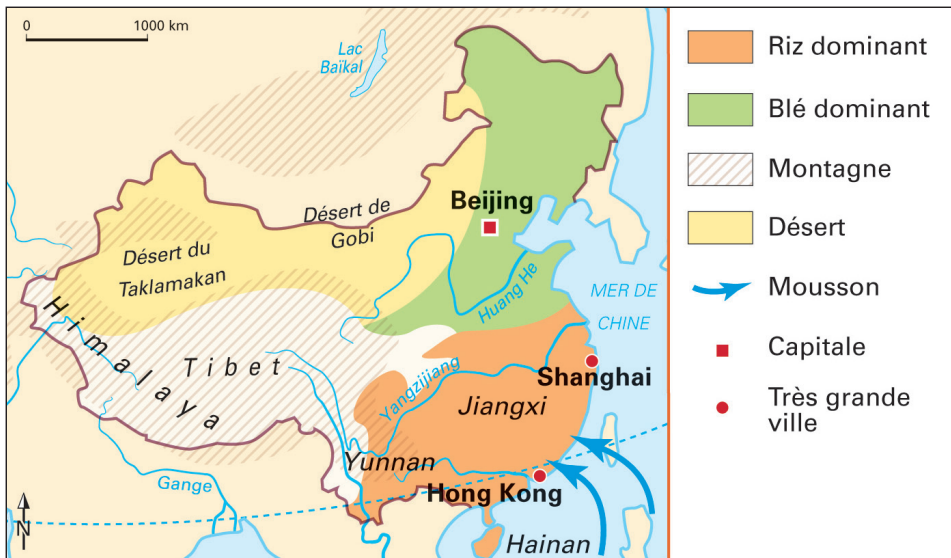 0 1000 km
Lac
Baïkal
Beijing
Désert de
Gobi
Désert du
Taklamakan
Huang He
MER DE
CHINE
Himalaya
Tibet
Yangzijiang
Shanghai
Jiangxi
Yunnan
Gange
Hong Kong
Hainan
N
Riz dominant
Blé dominant
Montagne
Désert
Mousson
Capitale
Très grande
ville